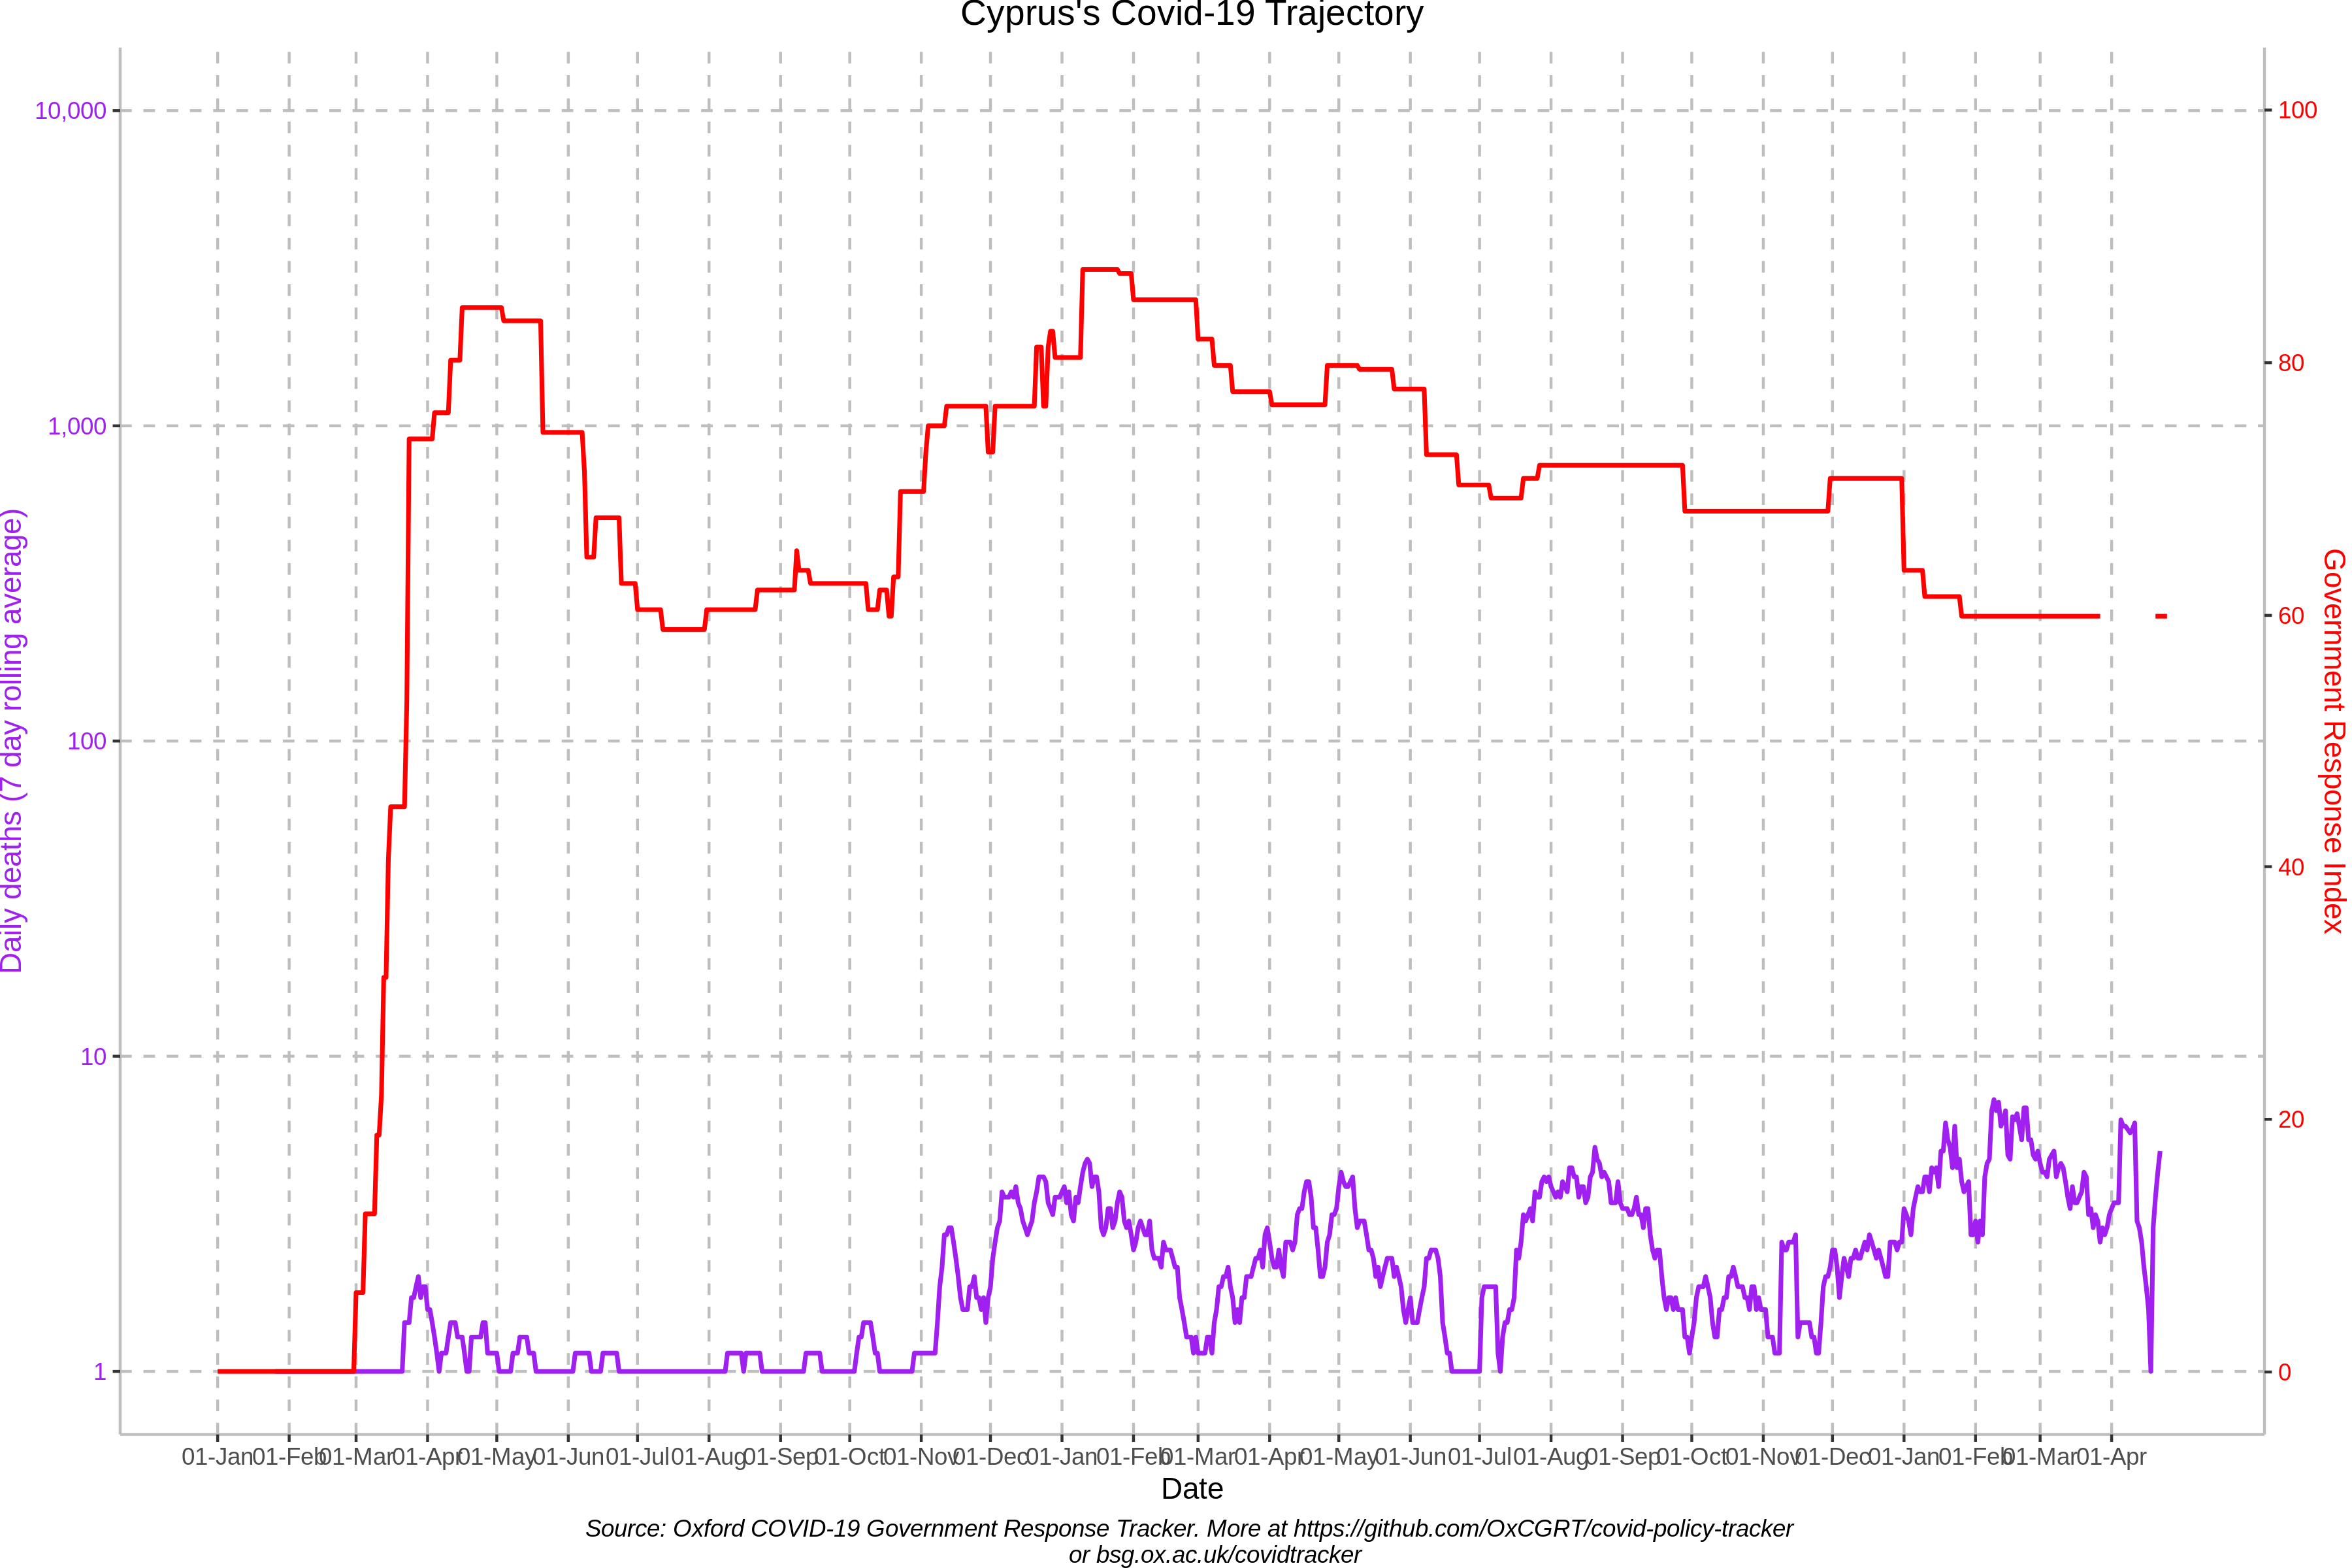 Cyprus's Covid-19 Trajectory
10,000
1,000
100
10
1
Daily deaths (7 day rolling average)
100
80
60
40
20
0
Government Response Index
01-Jan 01-Feb 01-Mar 01-Apr 01-May 01-Jun 01-Jul 01-Aug 01-Sep 01-Oct 01-Nov 01-Dec 01-Jan 01-Feb 01-Mar 01-Apr 01-May 01-Jun 01-Jul 01-Aug 01-Sep 01-Oct 01-Nov 01-Dec 01-Jan 01-Feb 01-Mar 01-Apr
Date
Source: Oxford COVID-19 Government Response Tracker. More at https://github.com/OxCGRT/covid-policy-tracker
or bsg.ox.ac.uk/covidtracker